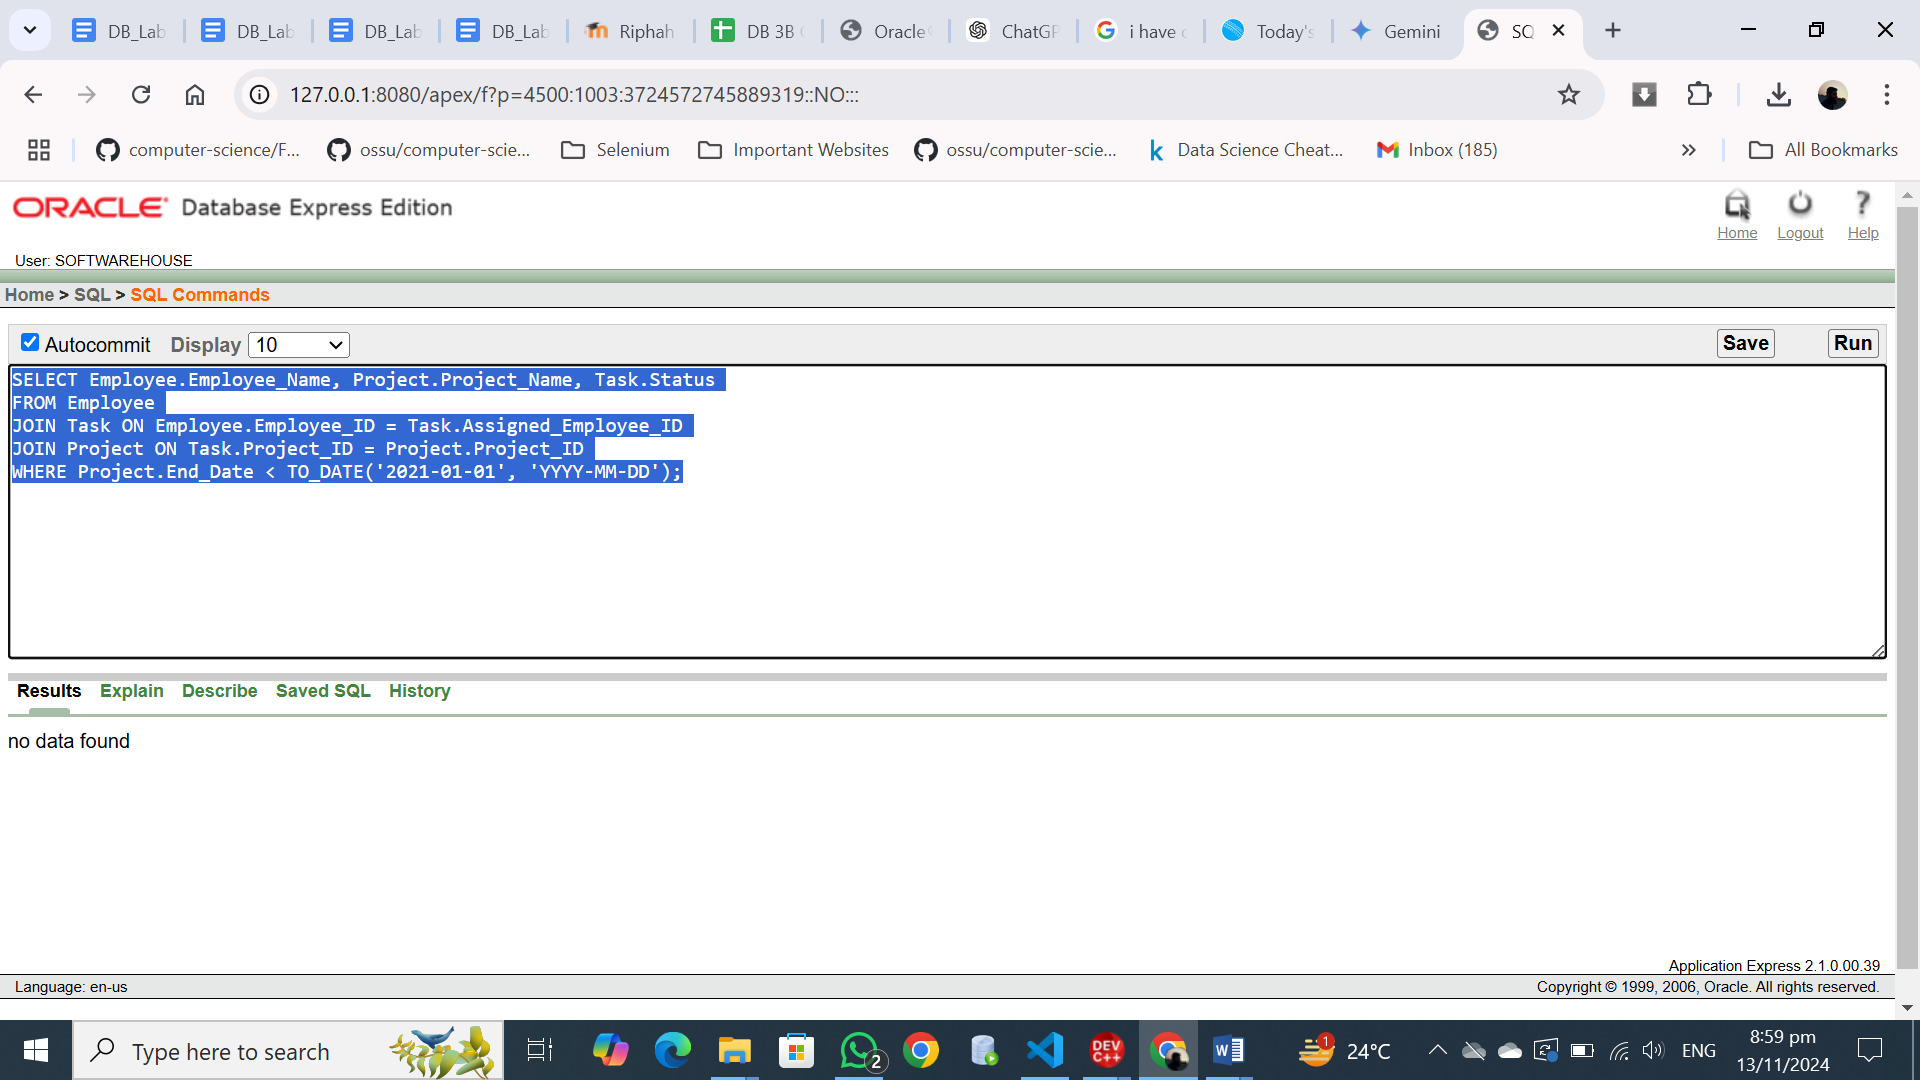 DB_Lab
DB_Lab
DB_Lab
DB_Lab
Riphah
DB 3B
Oracle
ChatGP
i have
Today's
Gemini
SQ
127.0.0.1:8080/apex/f?p=4500:1003:3724572745889319::NO:::
computer-science/F...
ossu/computer-scie...
Selenium
Important Websites
ossu/computer-scie...
Data Science Cheat...
Inbox (185)
All Bookmarks
ORACLE Database Express Edition
Home
Logout
Help
User: SOFTWAREHOUSE
Home > SQL > SQL Commands
Autocommit Display 10
Save
Run
SELECT Employee.Employee_Name, Project.Project_Name, Task.Status
FROM Employee
JOIN Task ON Employee.Employee_ID = Task.Assigned_Employee_ID
JOIN Project ON Task.Project_ID = Project.Project_ID
WHERE Project.End_Date < TO_DATE('2021-01-01', 'YYYY-MM-DD');
Results Explain Describe Saved SQL History
no data found
Application Express 2.1.0.00.39
Language: en-us
Copyright © 1999, 2006, Oracle. All rights reserved.
Type here to search
2
DEV
C++
1
24°C
ENG
8:59 pm
13/11/2024